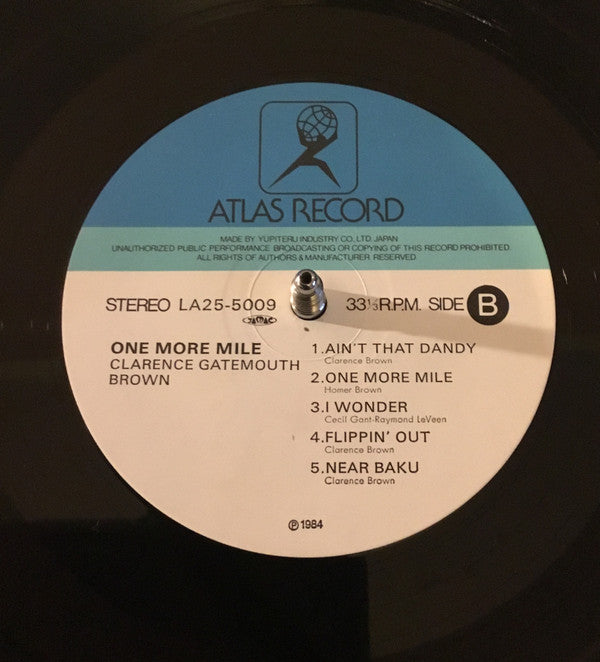 ATLAS RECORD
MADE BY YUPITERU INDUSTRY CO., LTD. JAPAN
UNAUTHORIZED PUBLIC PERFORMANCE BROADCASTING OR COPYING OF THIS RECORD PROHIBITED.
ALL RIGHTS OF AUTHORS & MANUFACTURER RESERVED
STEREO LA25-5009 33⅓R.P.M. SIDE B
JASRAC
ONE MORE MILE
CLARENCE GATEMOUTH
BROWN
1.AIN'T THAT DANDY
Clarence Brown
2.ONE MORE MILE
Homer Brown
3.I WONDER
Cecil Gant-Raymond LeVeen
4.FLIPPIN' OUT
Clarence Brown
5.NEAR BAKU
Clarence Brown
℗1984